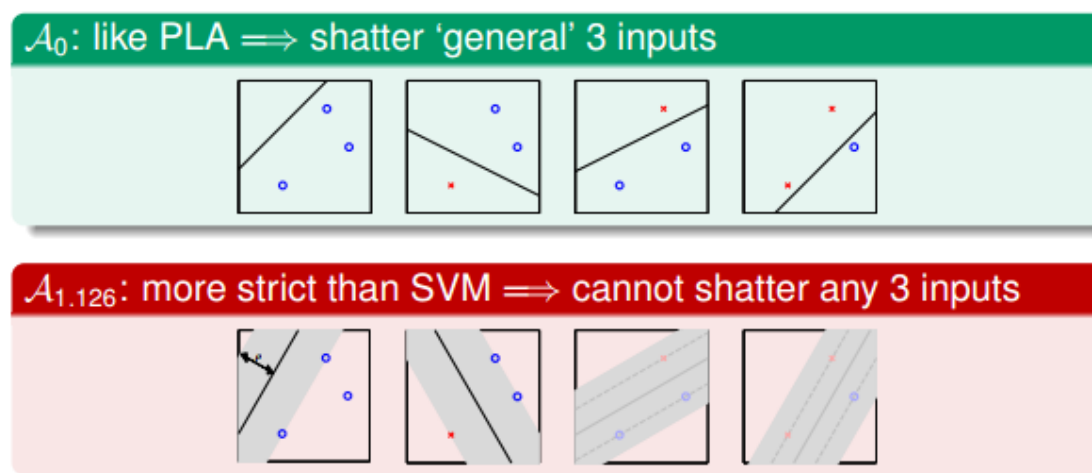 𝒜₀: like PLA ⟹ shatter ‘general’ 3 inputs
𝒜₁.₁₂₆: more strict than SVM ⟹ cannot shatter any 3 inputs
ρ